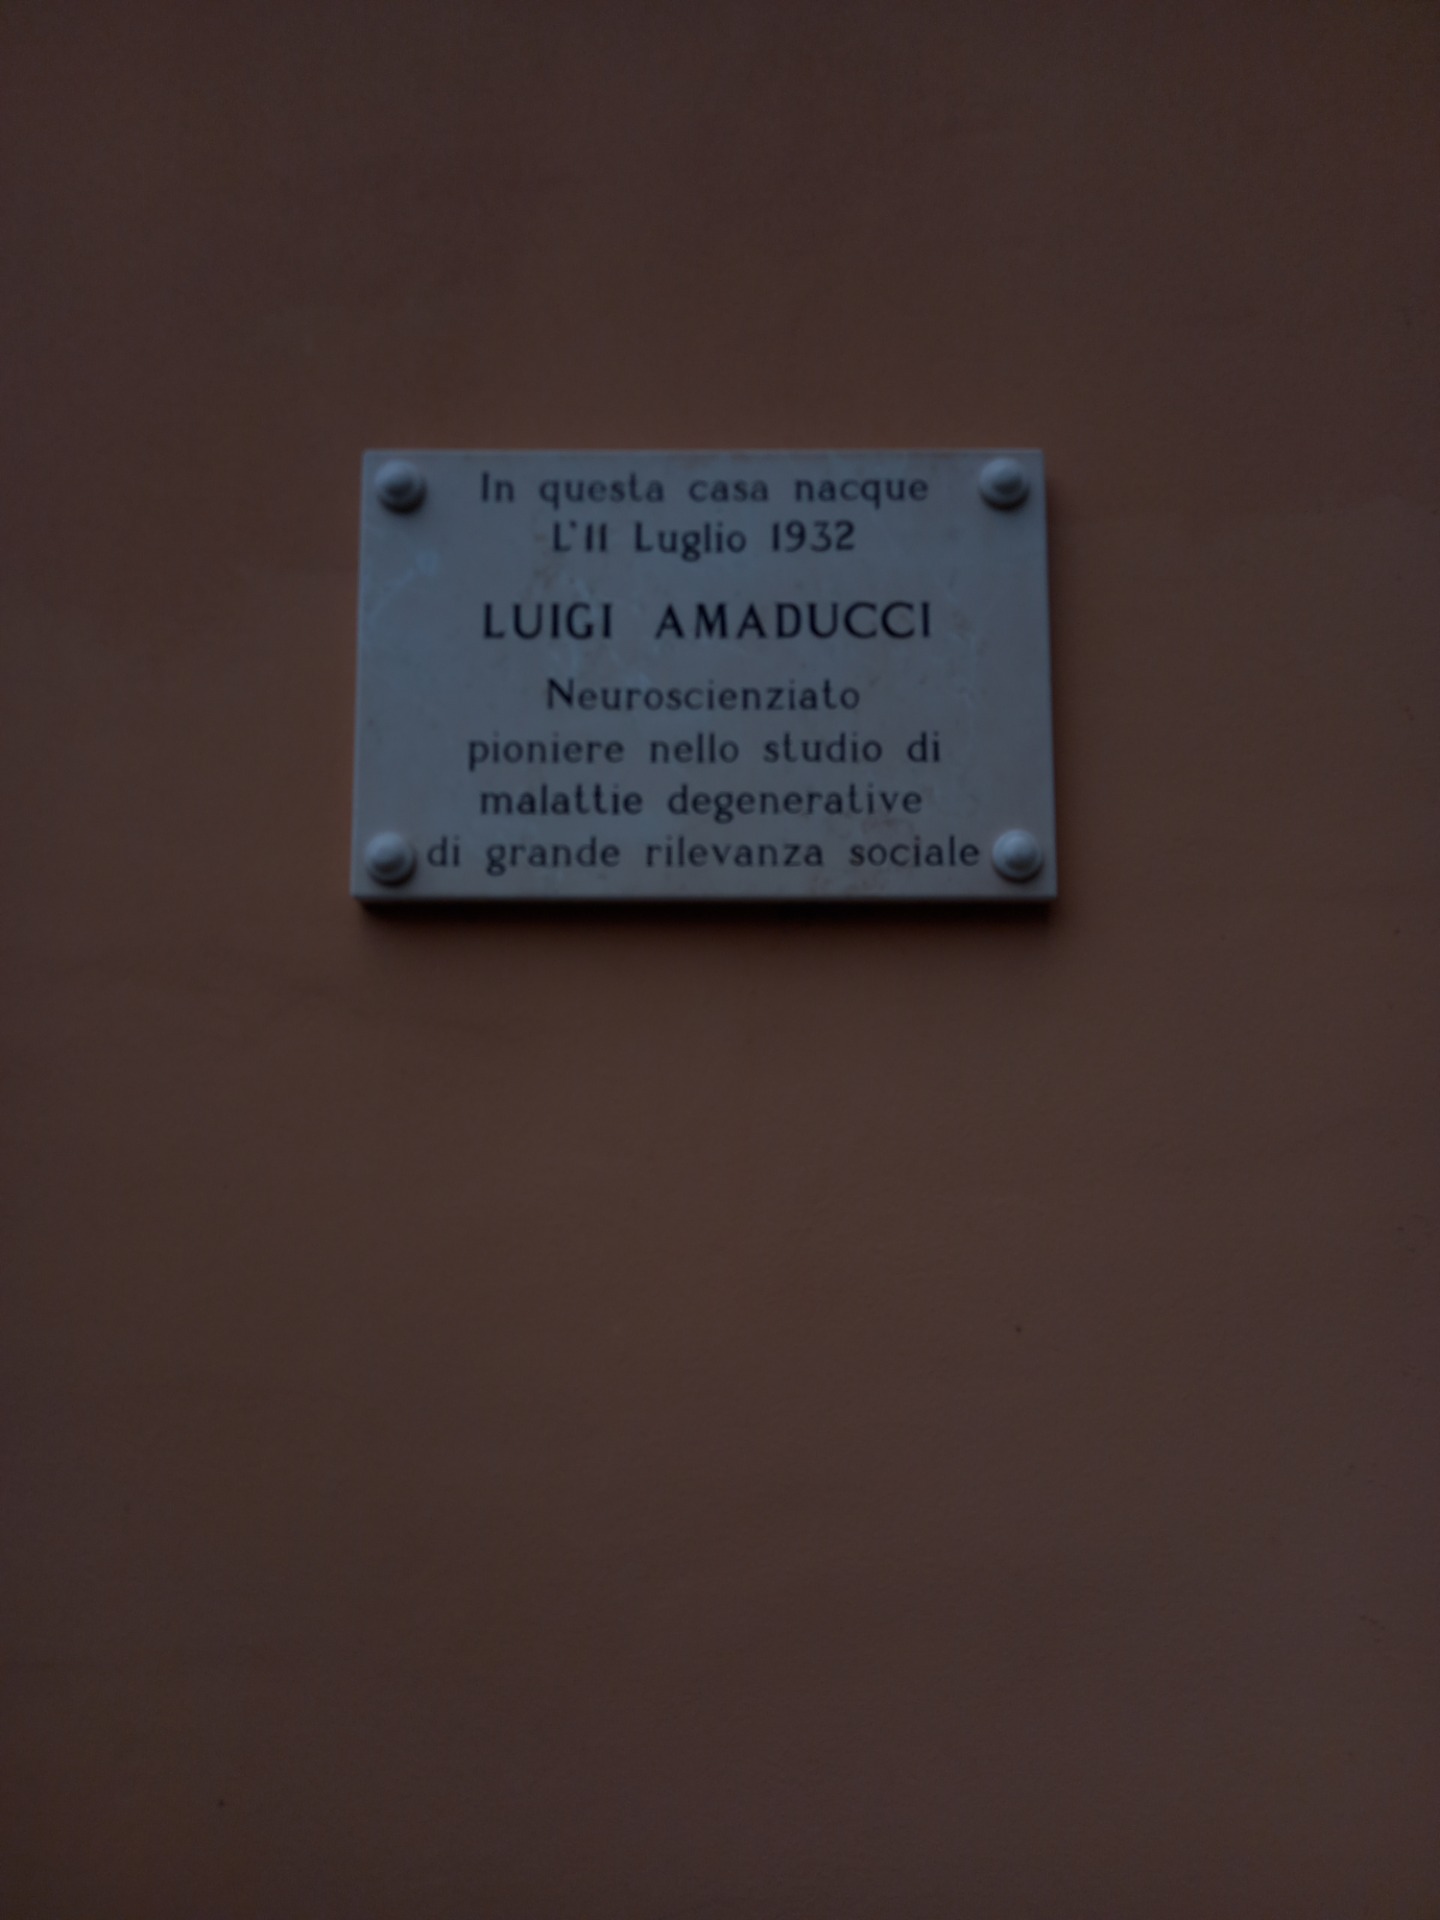 In questa casa nacque
L'11 Luglio 1932
LUIGI AMADUCCI
Neuroscienziato
pioniere nello studio di
malattie degenerative
di grande rilevanza sociale